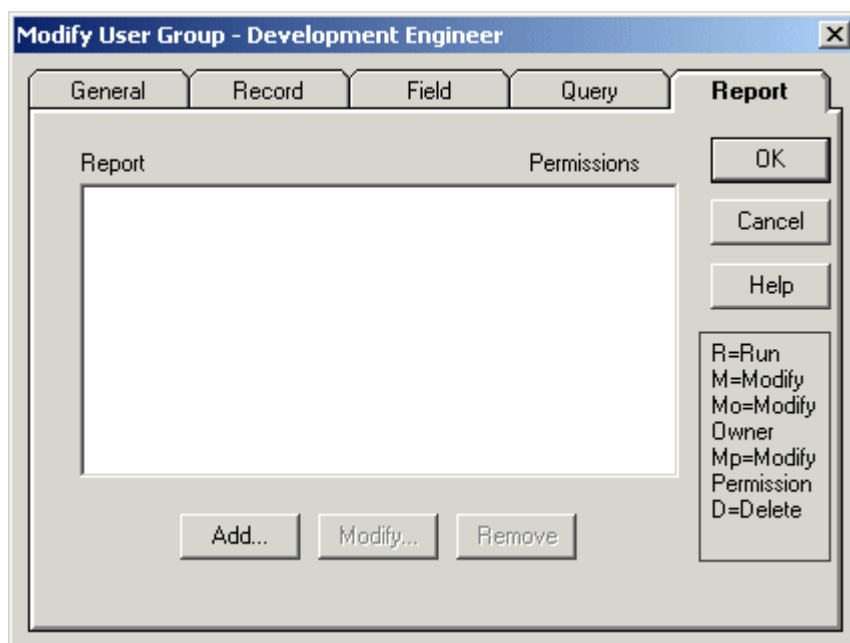 Modify User Group - Development Engineer
General Record Field Query Report
Report Permissions
OK
Cancel
Help
R=Run
M=Modify
Mo=Modify
Owner
Mp=Modify
Permission
D=Delete
Add... Modify... Remove